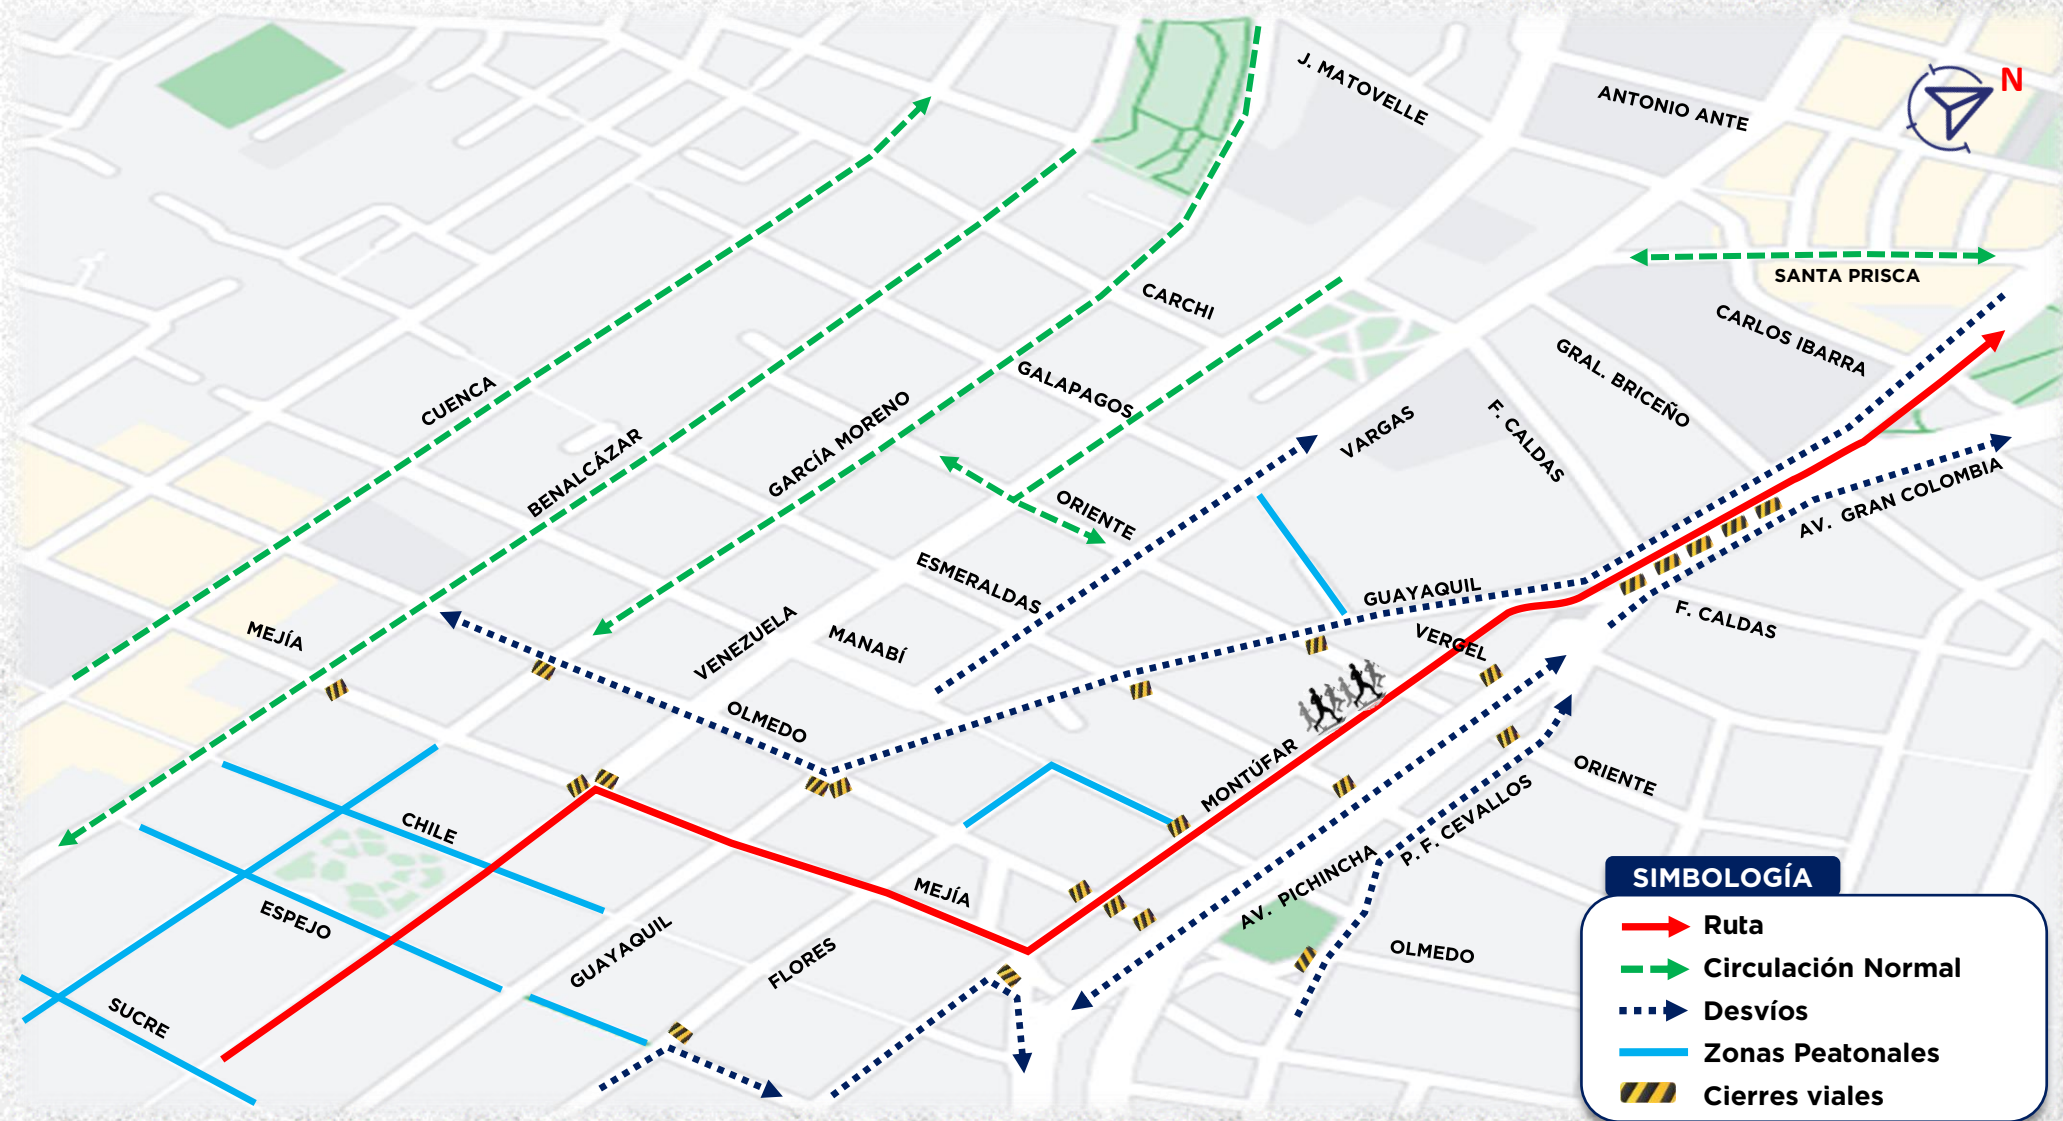 N
J. MATOVELLE
ANTONIO ANTE
SANTA PRISCA
CARCHI
CARLOS IBARRA
GRAL. BRICEÑO
CUENCA
GALAPAGOS
GARCÍA MORENO
BENALCÁZAR
VARGAS
F. CALDAS
AV. GRAN COLOMBIA
ORIENTE
ESMERALDAS
GUAYAQUIL
F. CALDAS
MEJÍA
VENEZUELA
MANABÍ
VERGEL
OLMEDO
MONTÚFAR
ORIENTE
CHILE
P. F. CEVALLOS
AV. PICHINCHA
MEJÍA
ESPEJO
GUAYAQUIL
FLORES
OLMEDO
SUCRE
SIMBOLOGÍA
Ruta
Circulación Normal
Desvíos
Zonas Peatonales
Cierres viales